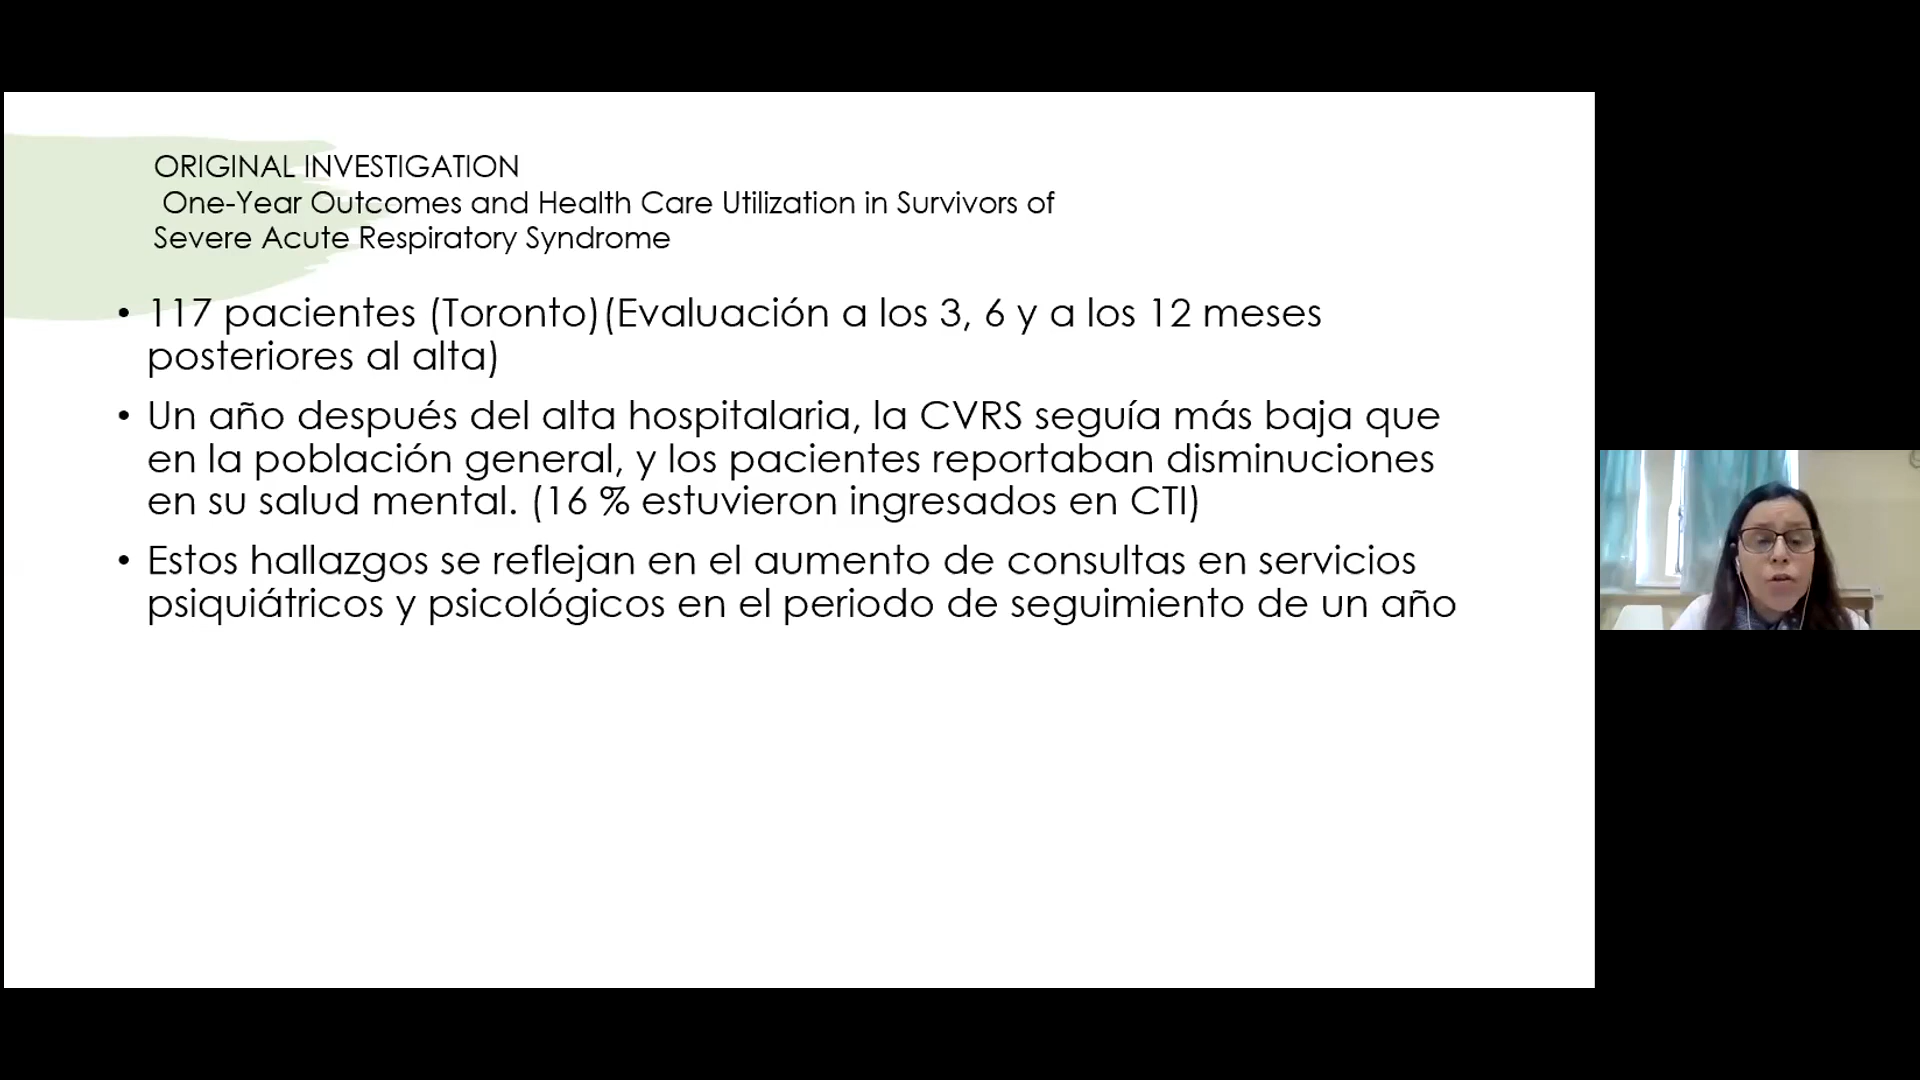 ORIGINAL INVESTIGATION
One-Year Outcomes and Health Care Utilization in Survivors of
Severe Acute Respiratory Syndrome
• 117 pacientes (Toronto)(Evaluación a los 3, 6 y a los 12 meses
posteriores al alta)
• Un año después del alta hospitalaria, la CVRS seguía más baja que
en la población general, y los pacientes reportaban disminuciones
en su salud mental. (16 % estuvieron ingresados en CTI)
• Estos hallazgos se reflejan en el aumento de consultas en servicios
psiquiátricos y psicológicos en el periodo de seguimiento de un año